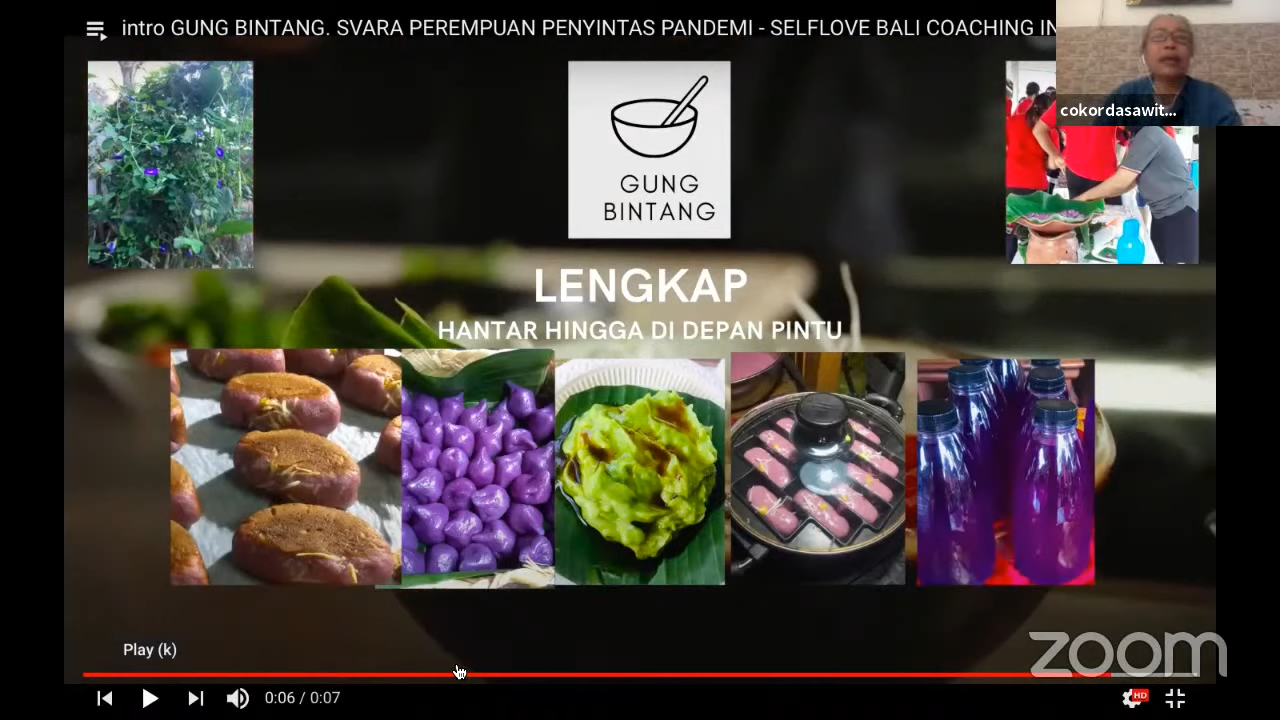 intro GUNG BINTANG. SVARA PEREMPUAN PENYINTAS PANDEMI - SELFLOVE BALI COACHING IN
cokordasawit...
GUNG
BINTANG
LENGKAP
HANTAR HINGGA DI DEPAN PINTU
Play (k)
zoom
0:06 / 0:07
HD